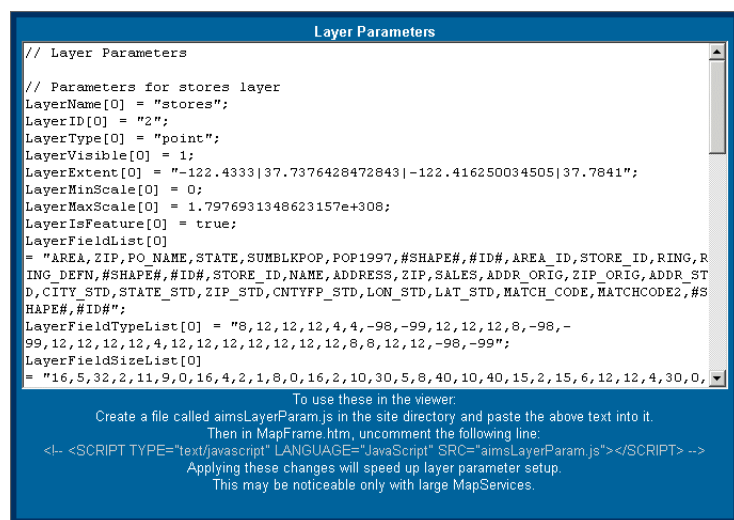 Layer Parameters
// Layer Parameters
// Parameters for stores layer
LayerName[0] = "stores";
LayerID[0] = "2";
LayerType[0] = "point";
LayerVisible[0] = 1;
LayerExtent[0] = "-122.4333|37.7376428472843|-122.416250034505|37.7841";
LayerMinScale[0] = 0;
LayerMaxScale[0] = 1.7976931348623157e+308;
LayerIsFeature[0] = true;
LayerFieldList[0]
= "AREA,ZIP,PO_NAME,STATE,SUMBLKPOP,POP1997,#SHAPE#,#ID#,AREA_ID,STORE_ID,RING,R
ING_DEFN,#SHAPE#,#ID#,STORE_ID,NAME,ADDRESS,ZIP,SALES,ADDR_ORIG,ZIP_ORIG,ADDR_ST
D,CITY_STD,STATE_STD,ZIP_STD,CNTYFP_STD,LON_STD,LAT_STD,MATCH_CODE,MATCHCODE2,#S
HAPE#,#ID#";
LayerFieldTypeList[0] = "8,12,12,12,4,4,-98,-99,12,12,12,8,-98,-
99,12,12,12,12,4,12,12,12,12,12,12,12,8,8,12,12,-98,-99";
LayerFieldSizeList[0]
= "16,5,32,2,11,9,0,16,4,2,1,8,0,16,2,10,30,5,8,40,10,40,15,2,15,6,12,12,4,30,0,
To use these in the viewer:
Create a file called aimsLayerParam.js in the site directory and paste the above text into it.
Then in MapFrame.htm, uncomment the following line:
<!-- <SCRIPT TYPE="text/javascript" LANGUAGE="JavaScript" SRC="aimsLayerParam.js"></SCRIPT> -->
Applying these changes will speed up layer parameter setup.
This may be noticeable only with large MapServices.